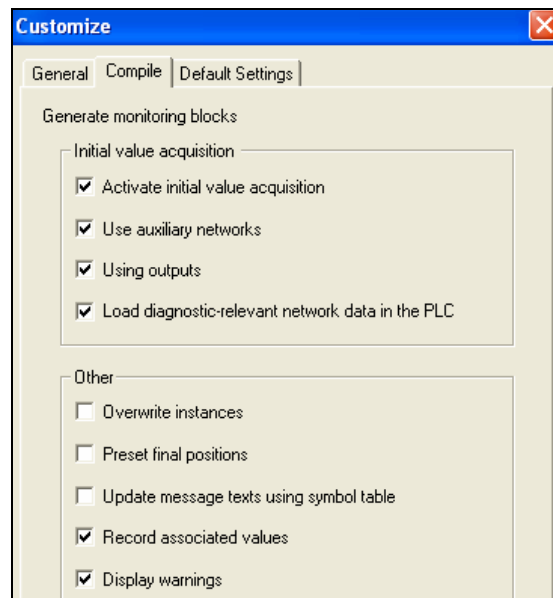 Customize
General Compile Default Settings
Generate monitoring blocks
Initial value acquisition
Activate initial value acquisition
Use auxiliary networks
Using outputs
Load diagnostic-relevant network data in the PLC
Other
Overwrite instances
Preset final positions
Update message texts using symbol table
Record associated values
Display warnings